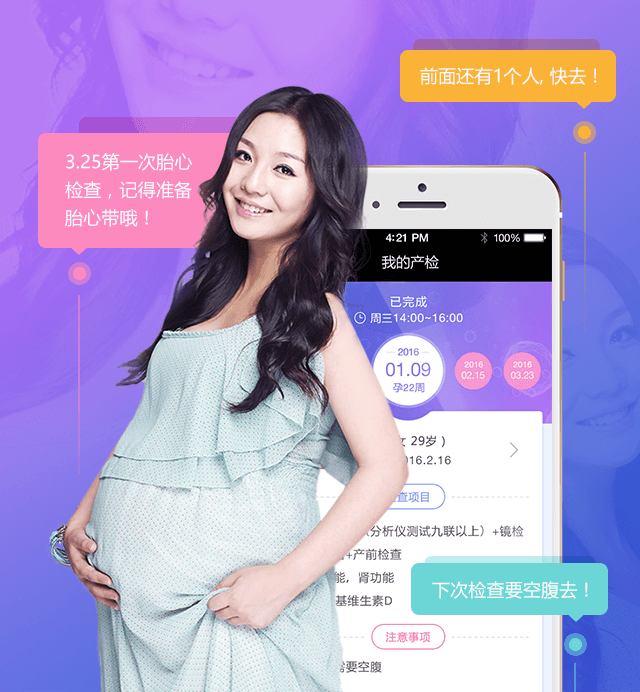 前面还有1个人, 快去！
3.25第一次胎心
检查，记得准备
胎心带哦！
4:21 PM
100%
我的产检
已完成
周三14:00~16:00
2016
01.09
孕22周
2016
02.15
2016
03.23
女 29岁 )
016.2.16
查项目
分析仪测试九联以上）+镜检
+产前检查
能，肾功能
基维生素D
下次检查要空腹去！
注意事项
需要空腹